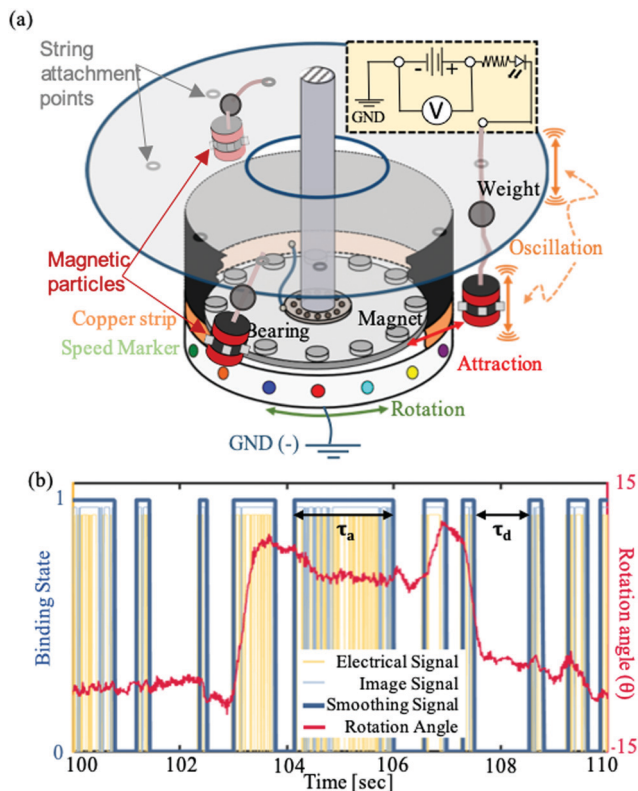 (a)
String
attachment
points
GND
- +
V
Weight
Oscillation
Magnetic
particles
Copper strip
Bearing
Magnet
Speed Marker
Attraction
Rotation
GND (-)
(b)
1
15
τa
τd
Binding State
Rotation angle (θ)
Electrical Signal
Image Signal
Smoothing Signal
Rotation Angle
0
-15
100 102 104 106 108 110
Time [sec]